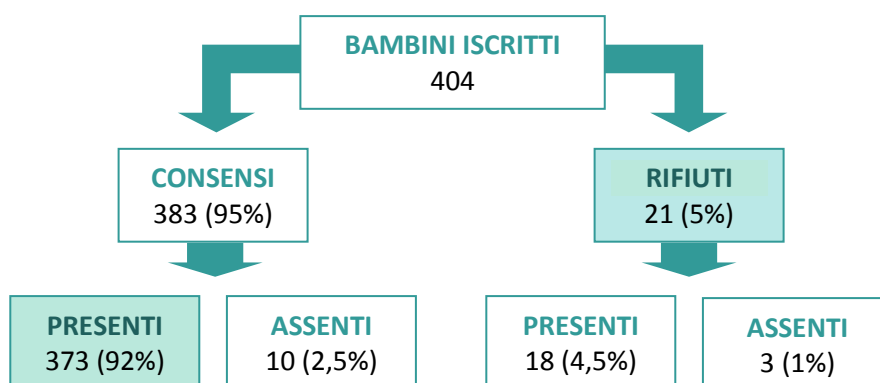 BAMBINI ISCRITTI
404
CONSENSI
383 (95%)
RIFIUTI
21 (5%)
PRESENTI
373 (92%)
ASSENTI
10 (2,5%)
PRESENTI
18 (4,5%)
ASSENTI
3 (1%)